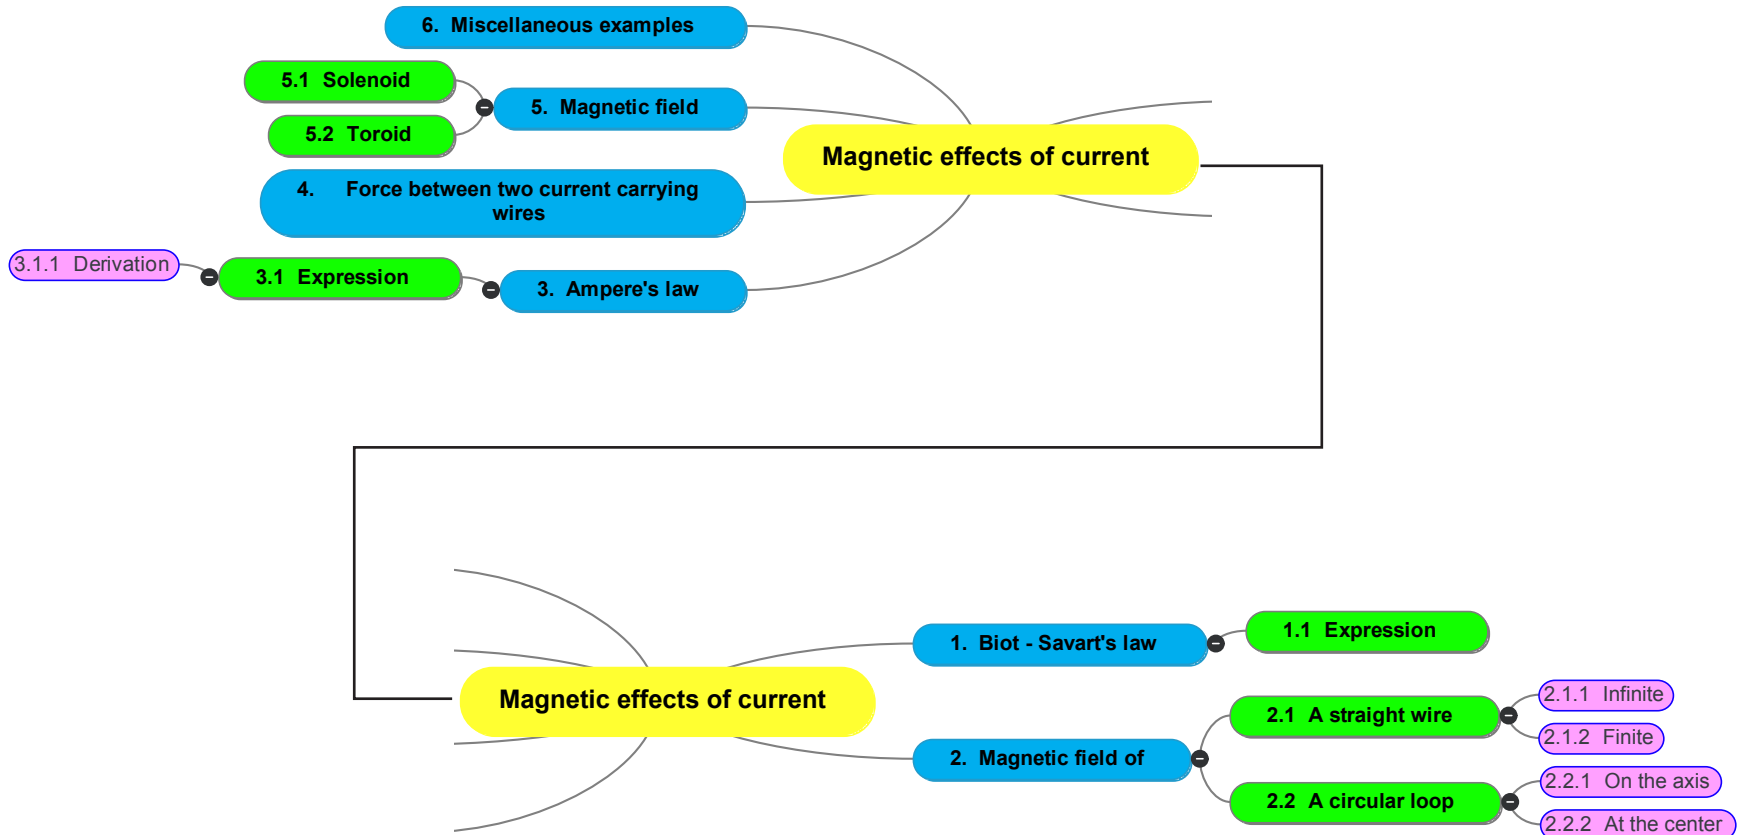 6. Miscellaneous examples
5.1 Solenoid
5. Magnetic field
5.2 Toroid
Magnetic effects of current
4. Force between two current carrying
wires
3.1.1 Derivation
3.1 Expression
3. Ampere's law
1. Biot - Savart's law
1.1 Expression
Magnetic effects of current
2.1 A straight wire
2.1.1 Infinite
2.1.2 Finite
2. Magnetic field of
2.2 A circular loop
2.2.1 On the axis
2.2.2 At the center